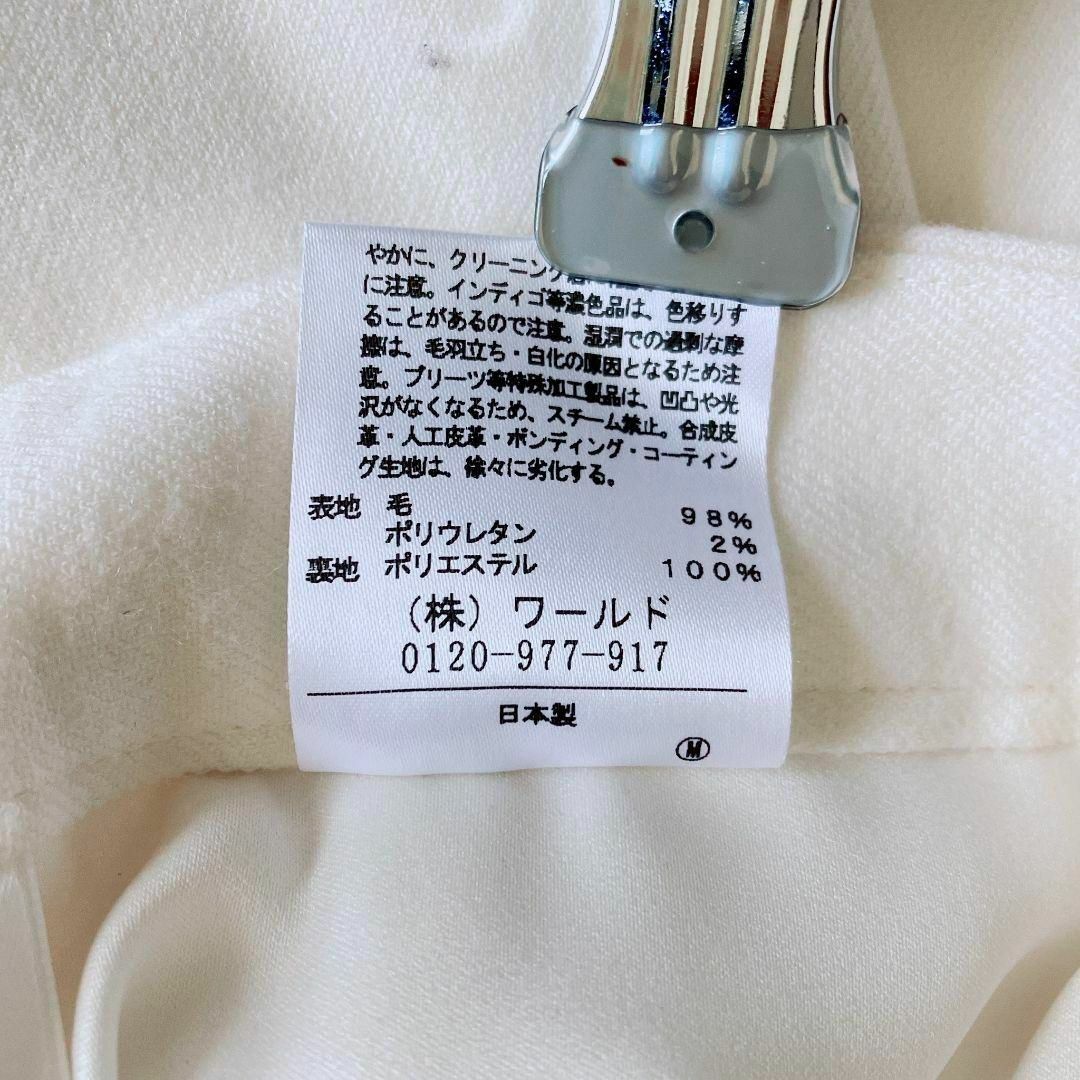 やかに、クリーニング
に注意。インディゴ等濃色品は、色移りす
ることがあるので注意。湿潤での過剰な摩
擦は、毛羽立ち・白化の原因となるため注
意。プリーツ等特殊加工製品は、凹凸や光
沢がなくなるため、スチーム禁止。合成皮
革・人工皮革・ボンディング・コーティン
グ生地は、徐々に劣化する。
表地 毛 98%
ポリウレタン 2%
裏地 ポリエステル 100%
(株) ワールド
0120-977-917
日本製
M